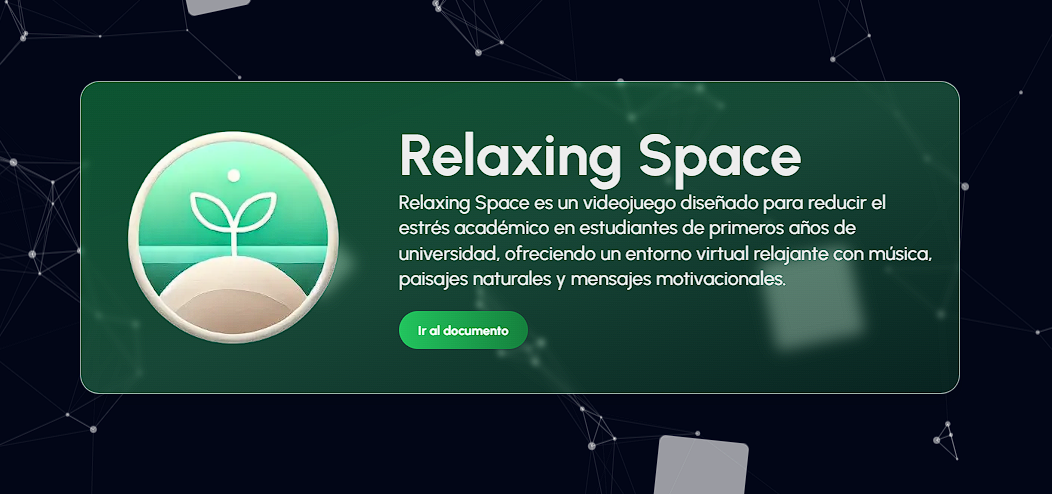 Relaxing Space
Relaxing Space es un videojuego diseñado para reducir el
estrés académico en estudiantes de primeros años de
universidad, ofreciendo un entorno virtual relajante con música,
paisajes naturales y mensajes motivacionales.
Ir al documento